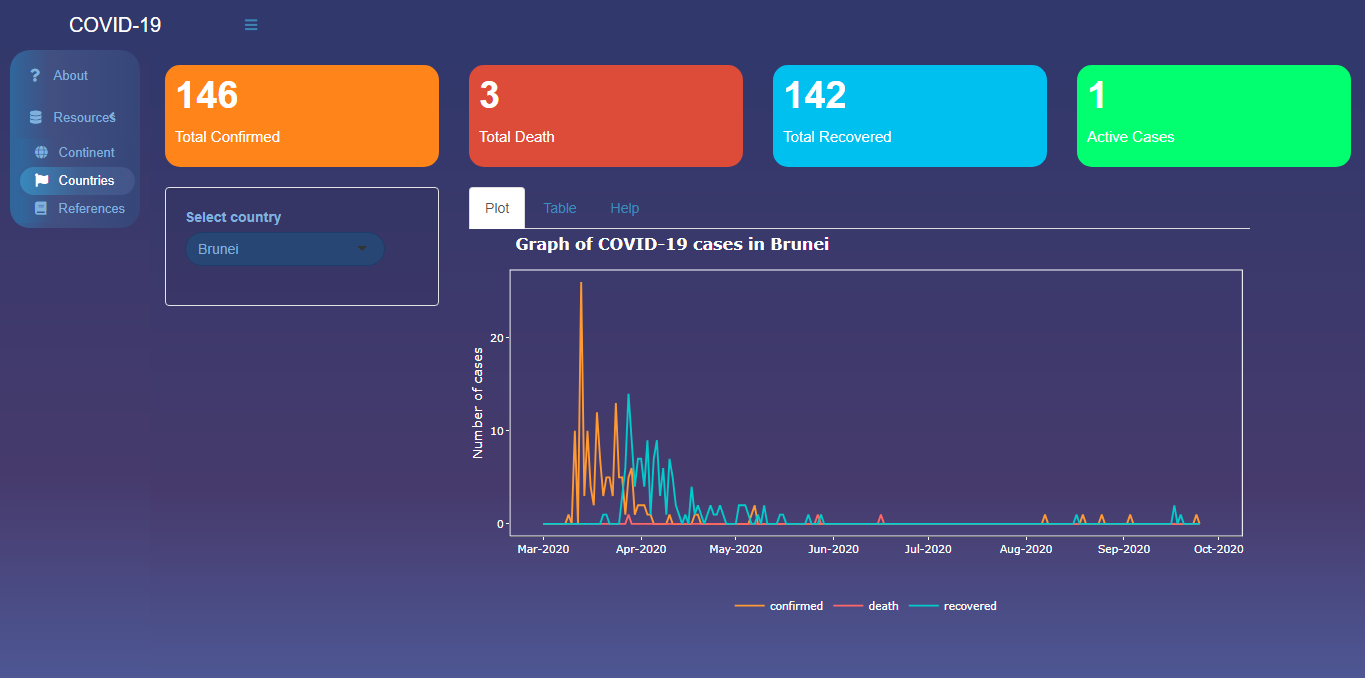 COVID-19
About
Resources
Continent
Countries
References
146
Total Confirmed
3
Total Death
142
Total Recovered
1
Active Cases
Select country
Brunei
Plot Table Help
Graph of COVID-19 cases in Brunei
Number of cases
20
10
0
Mar-2020 Apr-2020 May-2020 Jun-2020 Jul-2020 Aug-2020 Sep-2020 Oct-2020
confirmed death recovered